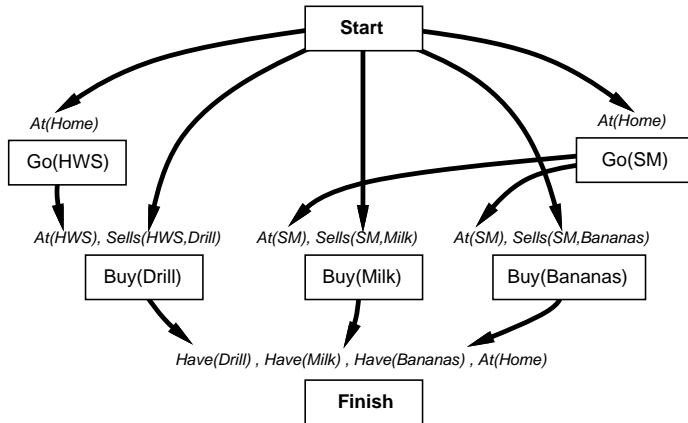 Start
At(Home)
At(Home)
Go(HWS)
Go(SM)
At(HWS), Sells(HWS,Drill)
At(SM), Sells(SM,Milk)
At(SM), Sells(SM,Bananas)
Buy(Drill)
Buy(Milk)
Buy(Bananas)
Have(Drill) , Have(Milk) , Have(Bananas) , At(Home)
Finish